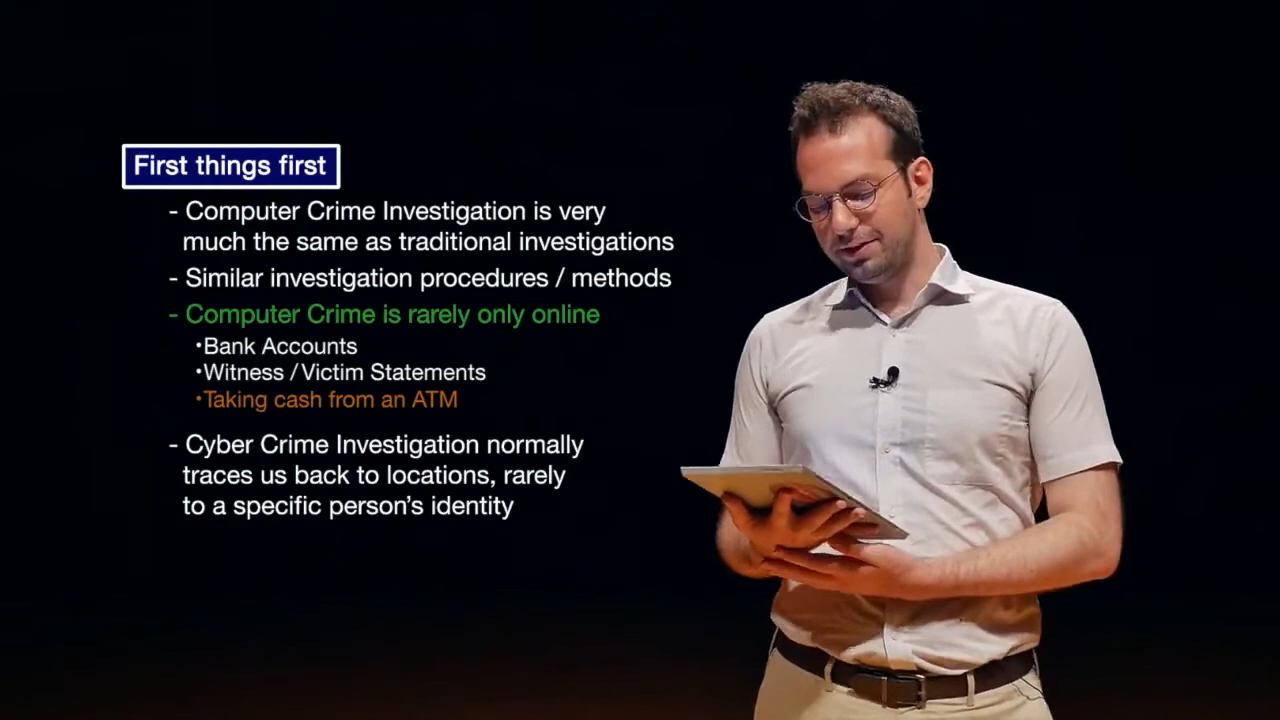 First things first
- Computer Crime Investigation is very
much the same as traditional investigations
- Similar investigation procedures / methods
- Computer Crime is rarely only online
•Bank Accounts
•Witness / Victim Statements
•Taking cash from an ATM
- Cyber Crime Investigation normally
traces us back to locations, rarely
to a specific person's identity